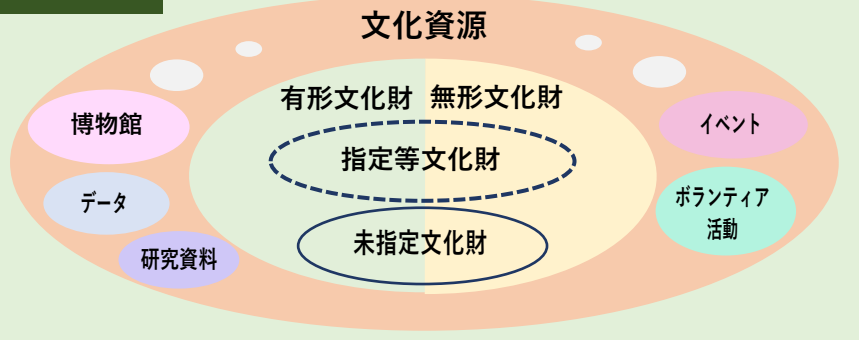 文化資源
有形文化財 無形文化財
博物館
イベント
指定等文化財
データ
ボランティア
活動
未指定文化財
研究資料